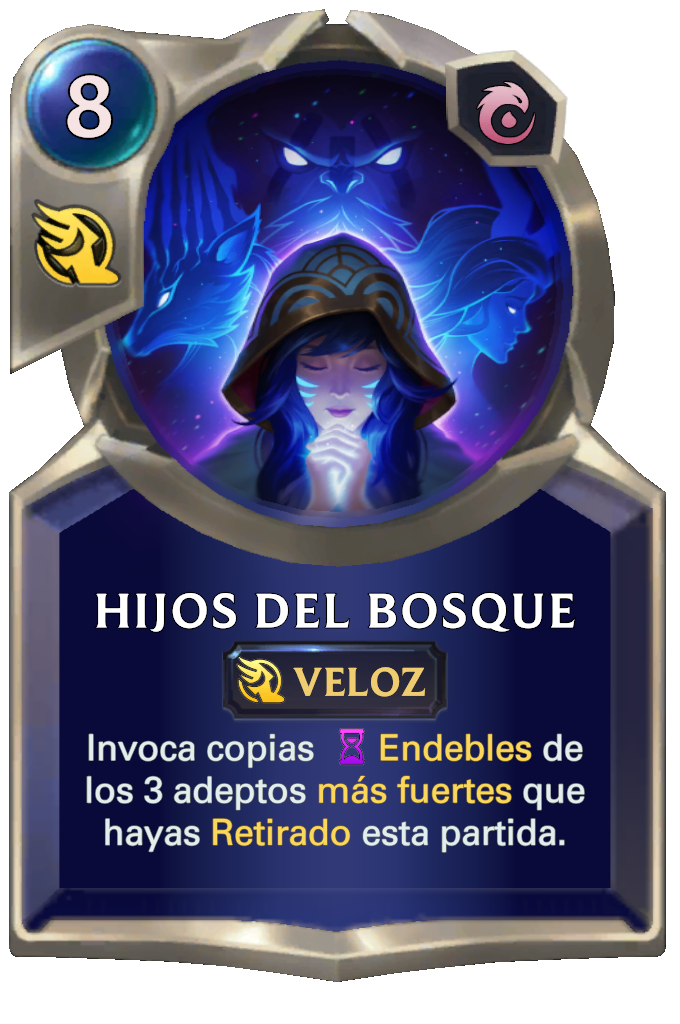 8
HIJOS DEL BOSQUE
VELOZ
Invoca copias Endebles de
los 3 adeptos más fuertes que
hayas Retirado esta partida.